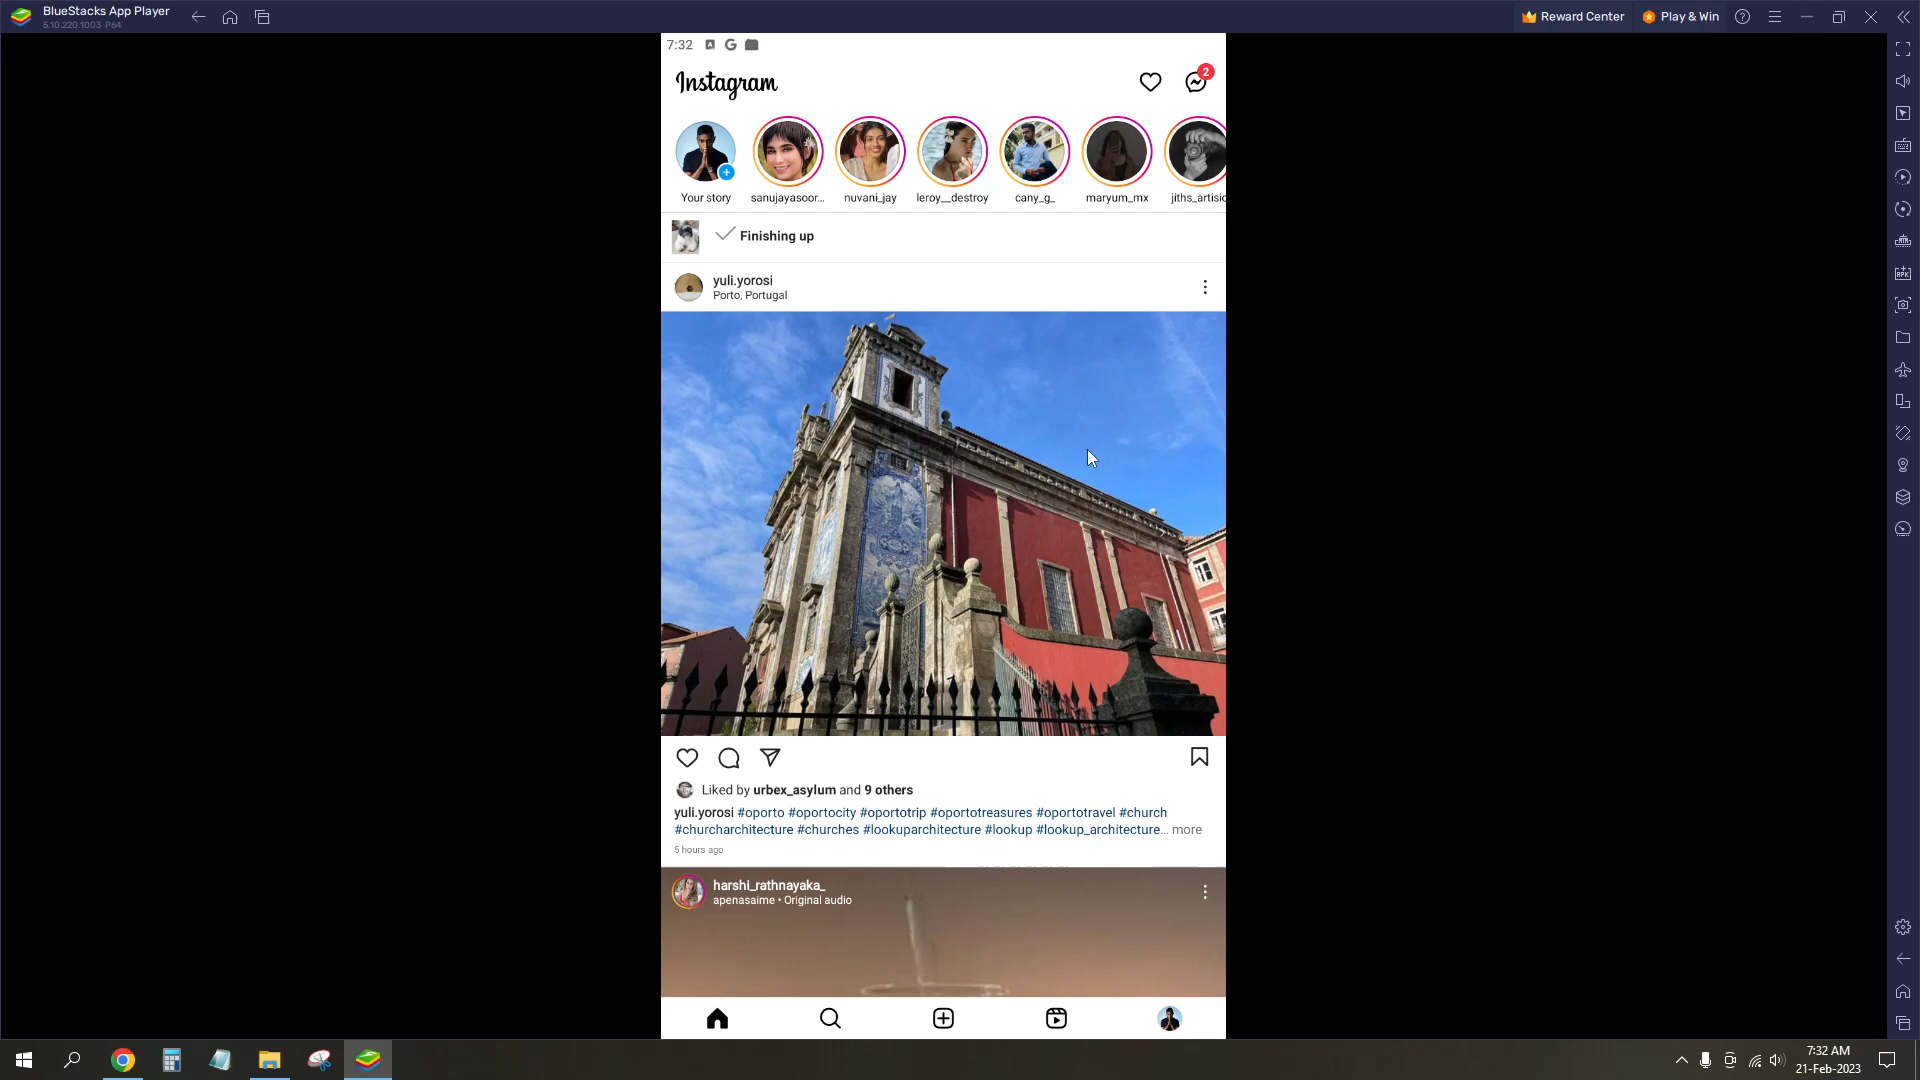 BlueStacks App Player
5.10.220.1003 P64
Reward Center
Play & Win
7:32
Instagram
2
Your story
sanujayasoor...
nuvani_jay
leroy__destroy
cany_g_
maryum_mx
jiths_artisic
Finishing up
yuli.yorosi
Porto, Portugal
Liked by urbex_asylum and 9 others
yuli.yorosi #oporto #oportocity #oportotrip #oportotreasures #oportotravel #church
#churcharchitecture #churches #lookuparchitecture #lookup #lookup_architecture... more
5 hours ago
harshi_rathnayaka_
apenasaime • Original audio
7:32 AM
21-Feb-2023